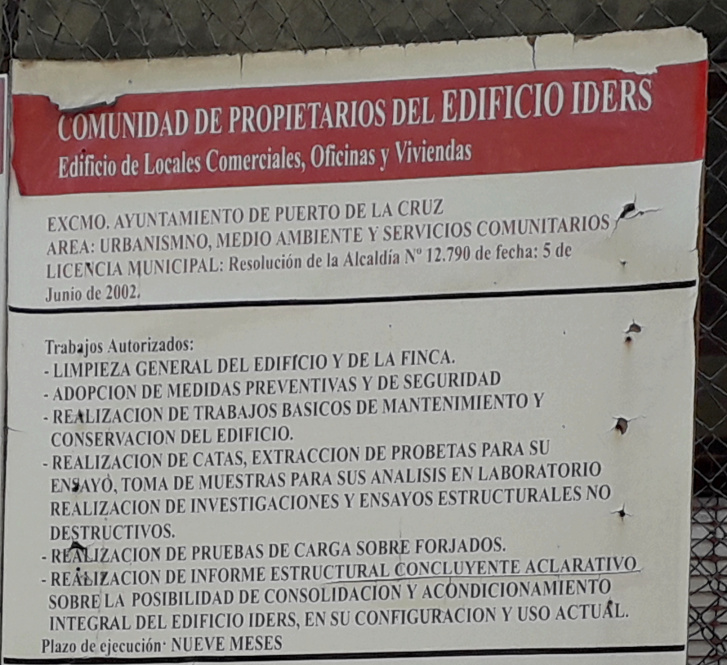 COMUNIDAD DE PROPIETARIOS DEL EDIFICIO IDERS
Edificio de Locales Comerciales, Oficinas y Viviendas
EXCMO. AYUNTAMIENTO DE PUERTO DE LA CRUZ
AREA: URBANISMNO, MEDIO AMBIENTE Y SERVICIOS COMUNITARIOS
LICENCIA MUNICIPAL: Resolución de la Alcaldía Nº 12.790 de fecha: 5 de
Junio de 2002.
Trabajos Autorizados:
- LIMPIEZA GENERAL DEL EDIFICIO Y DE LA FINCA.
- ADOPCION DE MEDIDAS PREVENTIVAS Y DE SEGURIDAD
- REALIZACION DE TRABAJOS BASICOS DE MANTENIMIENTO Y
CONSERVACION DEL EDIFICIO.
- REALIZACION DE CATAS, EXTRACCION DE PROBETAS PARA SU
ENSAYO, TOMA DE MUESTRAS PARA SUS ANALISIS EN LABORATORIO
REALIZACION DE INVESTIGACIONES Y ENSAYOS ESTRUCTURALES NO
DESTRUCTIVOS.
- REALIZACION DE PRUEBAS DE CARGA SOBRE FORJADOS.
- REALIZACION DE INFORME ESTRUCTURAL CONCLUYENTE ACLARATIVO
SOBRE LA POSIBILIDAD DE CONSOLIDACION Y ACONDICIONAMIENTO
INTEGRAL DEL EDIFICIO IDERS, EN SU CONFIGURACION Y USO ACTUAL.
Plazo de ejecución: NUEVE MESES